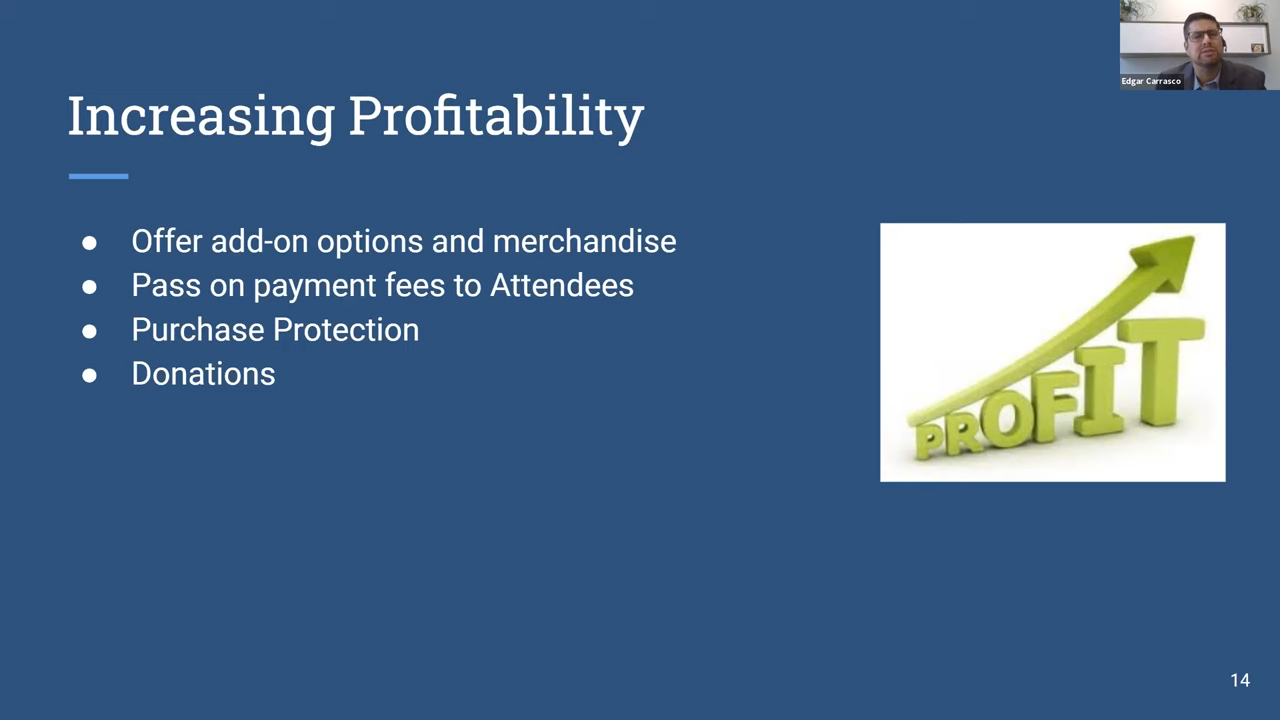 Edgar Carrasco
Increasing Profitability
● Offer add-on options and merchandise
● Pass on payment fees to Attendees
● Purchase Protection
● Donations
PROFIT
14